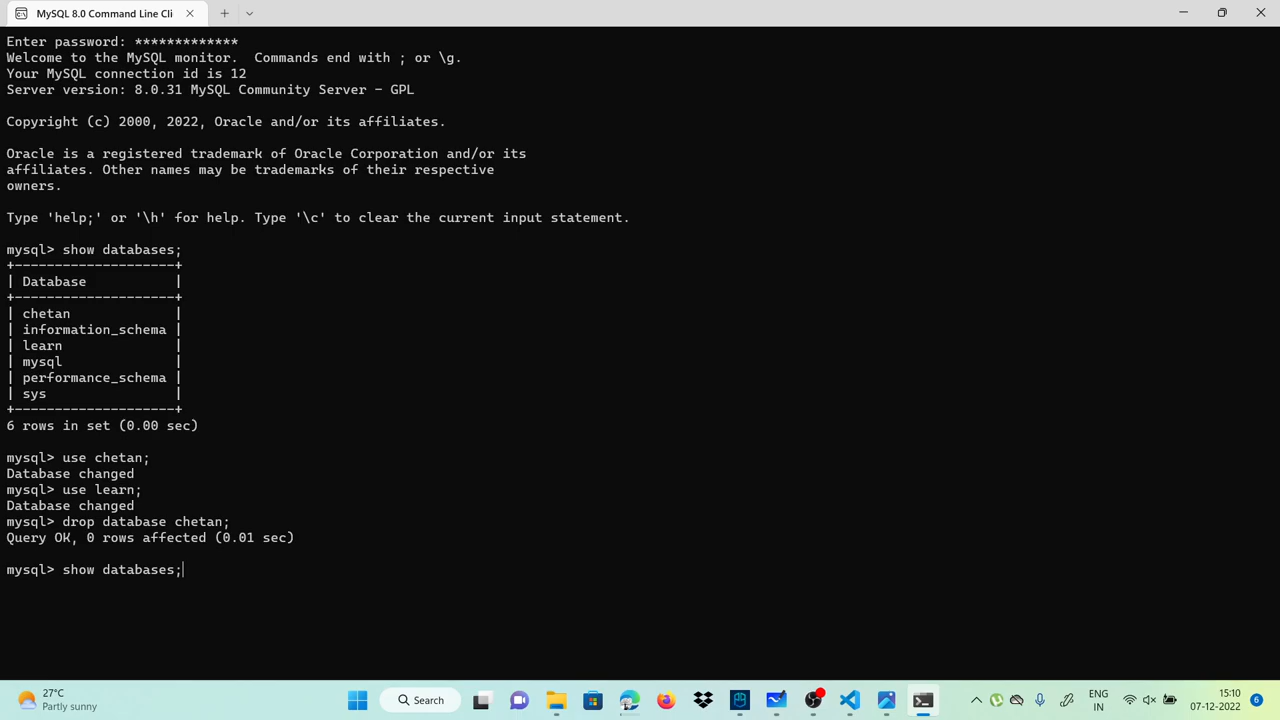 MySQL 8.0 Command Line Cli
Enter password: *************
Welcome to the MySQL monitor.  Commands end with ; or \g.
Your MySQL connection id is 12
Server version: 8.0.31 MySQL Community Server - GPL
Copyright (c) 2000, 2022, Oracle and/or its affiliates.
Oracle is a registered trademark of Oracle Corporation and/or its
affiliates. Other names may be trademarks of their respective
owners.
Type 'help;' or '\h' for help. Type '\c' to clear the current input statement.
mysql> show databases;
+--------------------+
| Database           |
+--------------------+
| chetan             |
| information_schema |
| learn              |
| mysql              |
| performance_schema |
| sys                |
+--------------------+
6 rows in set (0.00 sec)
mysql> use chetan;
Database changed
mysql> use learn;
Database changed
mysql> drop database chetan;
Query OK, 0 rows affected (0.01 sec)
mysql> show databases;
27°C
Partly sunny
Search
ENG
IN
15:10
07-12-2022
6